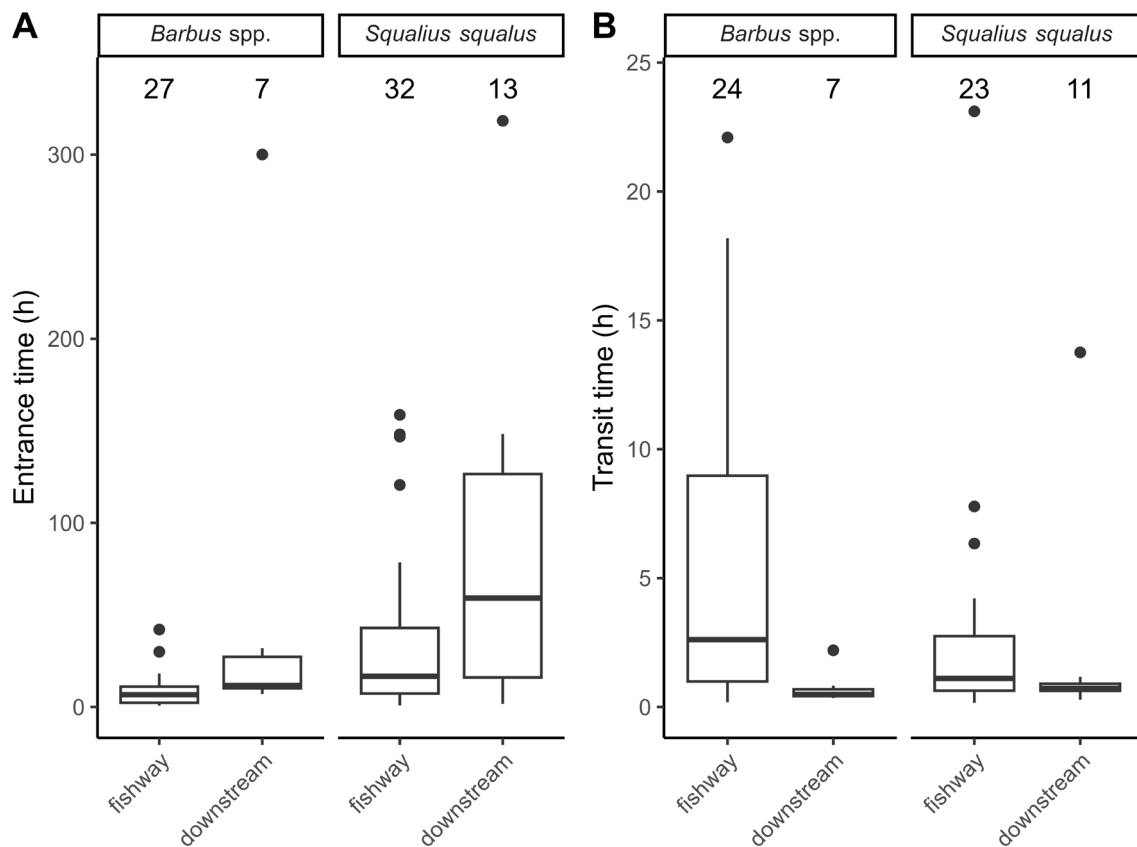 A
Barbus spp.
Squalius squalus
27
7
32
13
Entrance time (h)
300
200
100
0
fishway
downstream
fishway
downstream
B
Barbus spp.
Squalius squalus
24
7
23
11
Transit time (h)
25
20
15
10
5
0
fishway
downstream
fishway
downstream